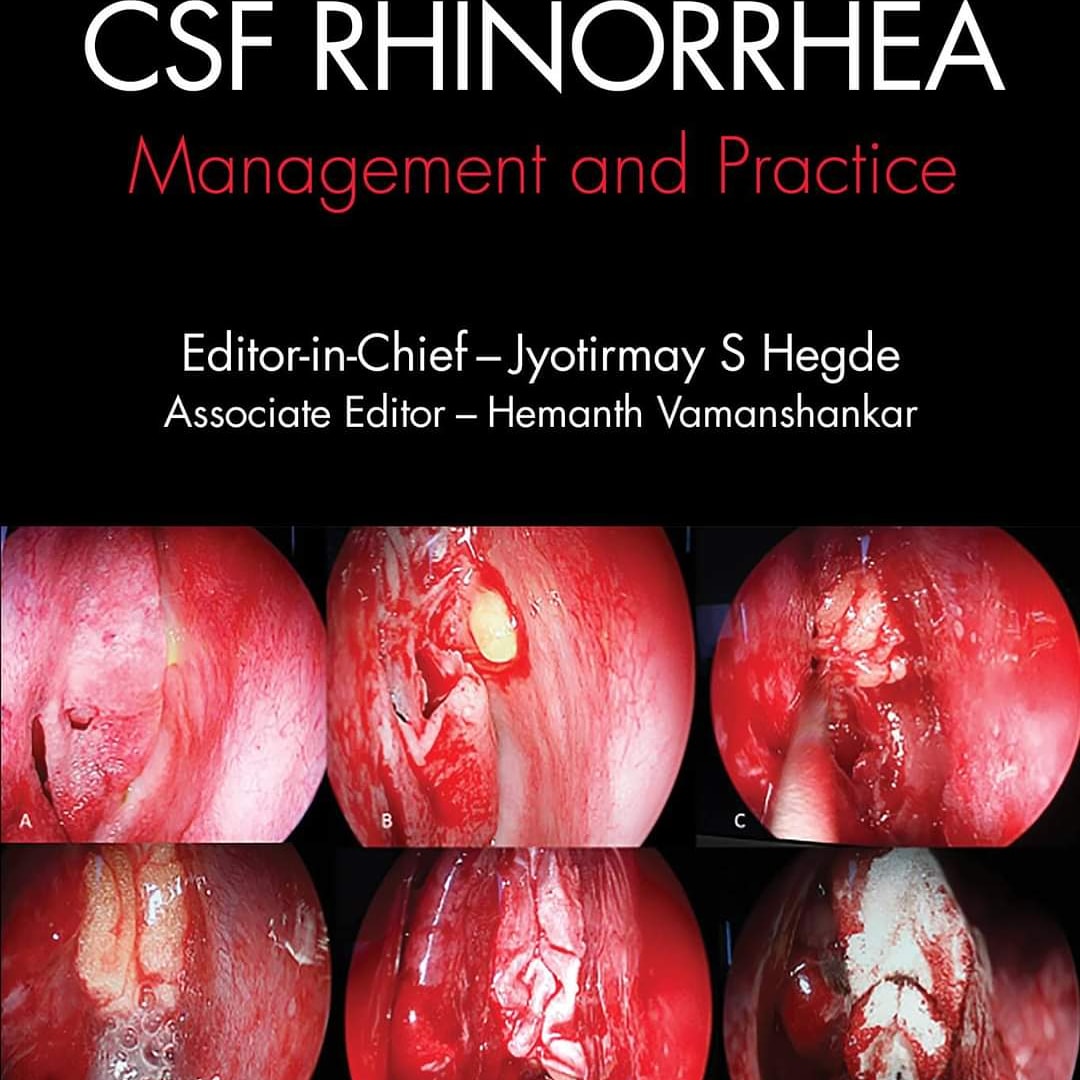 CSF RHINORRHEA
Management and Practice
Editor-in-Chief – Jyotirmay S Hegde
Associate Editor – Hemanth Vamanshankar
A
B
C